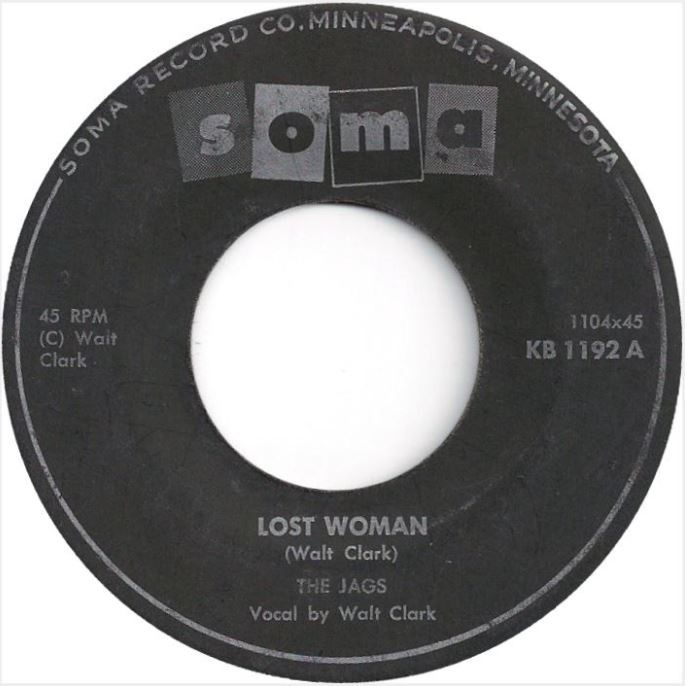 SOMA RECORD CO. MINNEAPOLIS, MINNESOTA
soma
45 RPM
(C) Walt
Clark
1104x45
KB 1192 A
LOST WOMAN
(Walt Clark)
THE JAGS
Vocal by Walt Clark